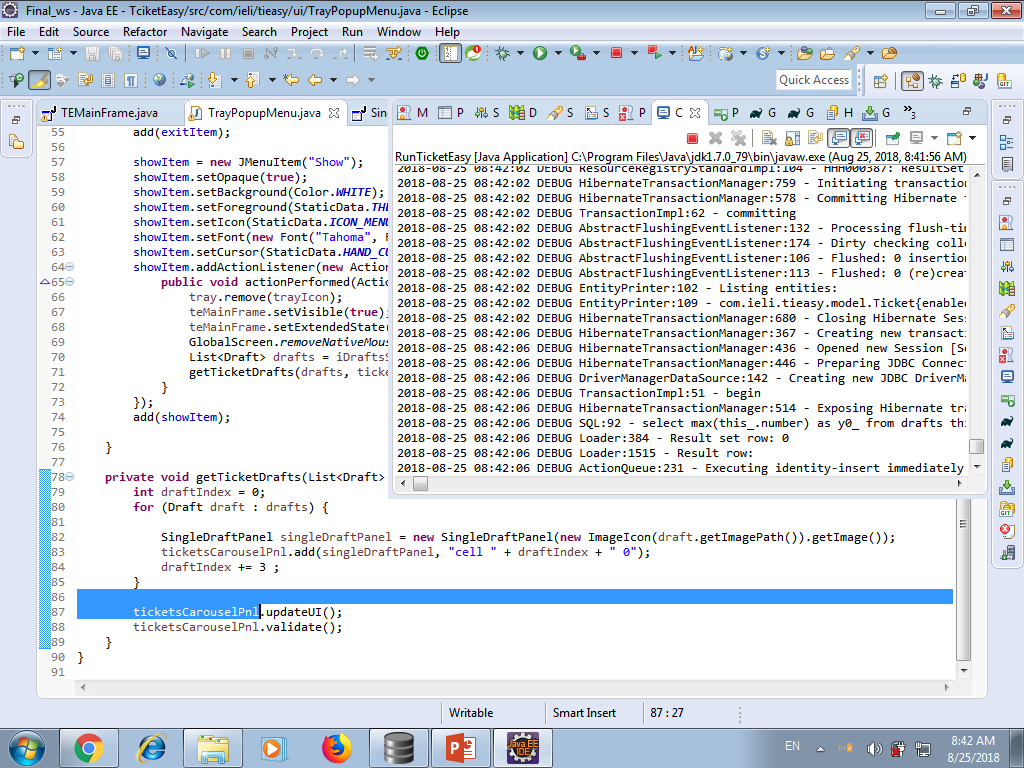 Final_ws - Java EE - TciketEasy/src/com/ieli/tieasy/ui/TrayPopupMenu.java - Eclipse
File Edit Source Refactor Navigate Search Project Run Window Help
Quick Access
TEMainFrame.java TrayPopupMenu.java Sin M P S D S S P C P G G H G »3
RunTicketEasy [Java Application] C:\Program Files\Java\jdk1.7.0_79\bin\javaw.exe (Aug 25, 2018, 8:41:56 AM)
2018-08-25 08:42:02 DEBUG ResourceRegistryStandardImpl:104 - HHH000387: ResultSet
2018-08-25 08:42:02 DEBUG HibernateTransactionManager:759 - Initiating transaction
2018-08-25 08:42:02 DEBUG HibernateTransactionManager:578 - Committing Hibernate
2018-08-25 08:42:02 DEBUG TransactionImpl:62 - committing
2018-08-25 08:42:02 DEBUG AbstractFlushingEventListener:132 - Processing flush-ti
2018-08-25 08:42:02 DEBUG AbstractFlushingEventListener:174 - Dirty checking colle
2018-08-25 08:42:02 DEBUG AbstractFlushingEventListener:106 - Flushed: 0 insertion
2018-08-25 08:42:02 DEBUG AbstractFlushingEventListener:113 - Flushed: 0 (re)creat
2018-08-25 08:42:02 DEBUG EntityPrinter:102 - Listing entities:
2018-08-25 08:42:02 DEBUG EntityPrinter:109 - com.ieli.tieasy.model.Ticket{enabled
2018-08-25 08:42:02 DEBUG HibernateTransactionManager:680 - Closing Hibernate Sess
2018-08-25 08:42:06 DEBUG HibernateTransactionManager:367 - Creating new transacti
2018-08-25 08:42:06 DEBUG HibernateTransactionManager:436 - Opened new Session [Se
2018-08-25 08:42:06 DEBUG HibernateTransactionManager:446 - Preparing JDBC Connect
2018-08-25 08:42:06 DEBUG DriverManagerDataSource:142 - Creating new JDBC DriverMa
2018-08-25 08:42:06 DEBUG TransactionImpl:51 - begin
2018-08-25 08:42:06 DEBUG HibernateTransactionManager:514 - Exposing Hibernate tra
2018-08-25 08:42:06 DEBUG SQL:92 - select max(this_.number) as y0_ from drafts thi
2018-08-25 08:42:06 DEBUG Loader:384 - Result set row: 0
2018-08-25 08:42:06 DEBUG Loader:1515 - Result row:
2018-08-25 08:42:06 DEBUG ActionQueue:231 - Executing identity-insert immediately
55 add(exitItem);
56
57 showItem = new JMenuItem("Show");
58 showItem.setOpaque(true);
59 showItem.setBackground(Color.WHITE);
60 showItem.setForeground(StaticData.THE
61 showItem.setIcon(StaticData.ICON_MENU
62 showItem.setFont(new Font("Tahoma", F
63 showItem.setCursor(StaticData.HAND_CU
64 showItem.addActionListener(new Action
65 public void actionPerformed(Actio
66 tray.remove(trayIcon);
67 teMainFrame.setVisible(true);
68 teMainFrame.setExtendedState(
69 GlobalScreen.removeNativeMous
70 List<Draft> drafts = iDraftsS
71 getTicketDrafts(drafts, ticke
72 }
73 });
74 add(showItem);
75
76 }
77
78 private void getTicketDrafts(List<Draft>
79 int draftIndex = 0;
80 for (Draft draft : drafts) {
81
82 SingleDraftPanel singleDraftPanel = new SingleDraftPanel(new ImageIcon(draft.getImagePath()).getImage());
83 ticketsCarouselPnl.add(singleDraftPanel, "cell " + draftIndex + " 0");
84 draftIndex += 3 ;
85 }
86
87 ticketsCarouselPnl.updateUI();
88 ticketsCarouselPnl.validate();
89 }
90 }
91
Writable Smart Insert 87 : 27
EN 8:42 AM
8/25/2018